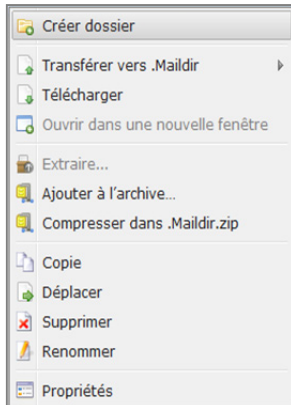 Créer dossier
Transférer vers .Maildir
Télécharger
Ouvrir dans une nouvelle fenêtre
Extraire...
Ajouter à l'archive...
Compresser dans .Maildir.zip
Copie
Déplacer
Supprimer
Renommer
Propriétés